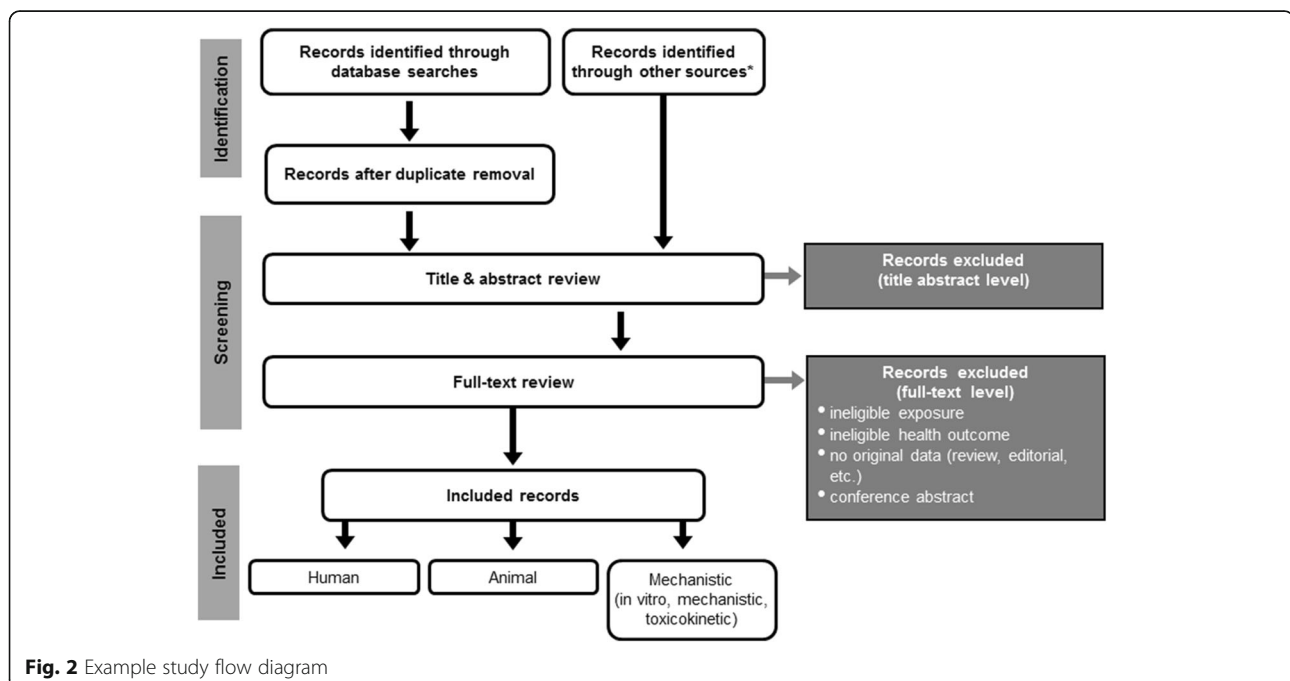 Identification
Records identified through
database searches
Records identified
through other sources*
Records after duplicate removal
Screening
Title & abstract review
Records excluded
(title abstract level)
Full-text review
Records excluded
(full-text level)
• ineligible exposure
• ineligible health outcome
• no original data (review, editorial,
etc.)
• conference abstract
Included
Included records
Human
Animal
Mechanistic
(in vitro, mechanistic,
toxicokinetic)
Fig. 2 Example study flow diagram